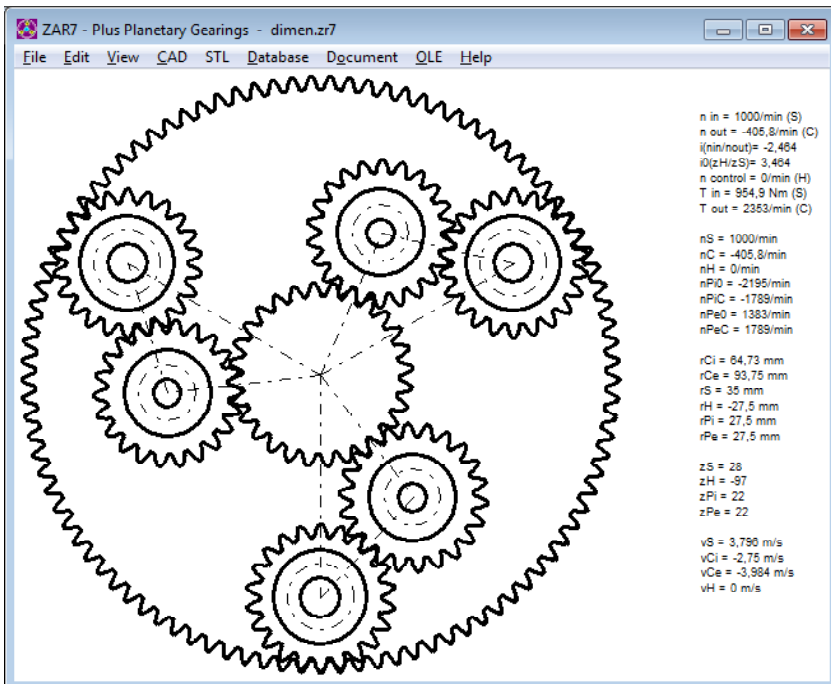 ZAR7 - Plus Planetary Gearings - dimen.zr7
File Edit View CAD STL Database Document OLE Help
n in = 1000/min (S)
n out = -405,8/min (C)
i(nin/nout)= -2,464
i0(zH/zS)= 3,464
n control = 0/min (H)
T in = 954,9 Nm (S)
T out = 2353/min (C)
nS = 1000/min
nC = -405,8/min
nH = 0/min
nPi0 = -2195/min
nPiC = -1789/min
nPe0 = 1383/min
nPeC = 1789/min
rCi = 64,73 mm
rCe = 93,75 mm
rS = 35 mm
rH = -27,5 mm
rPi = 27,5 mm
rPe = 27,5 mm
zS = 28
zH = -97
zPi = 22
zPe = 22
vS = 3,796 m/s
vCi = -2,75 m/s
vCe = -3,984 m/s
vH = 0 m/s